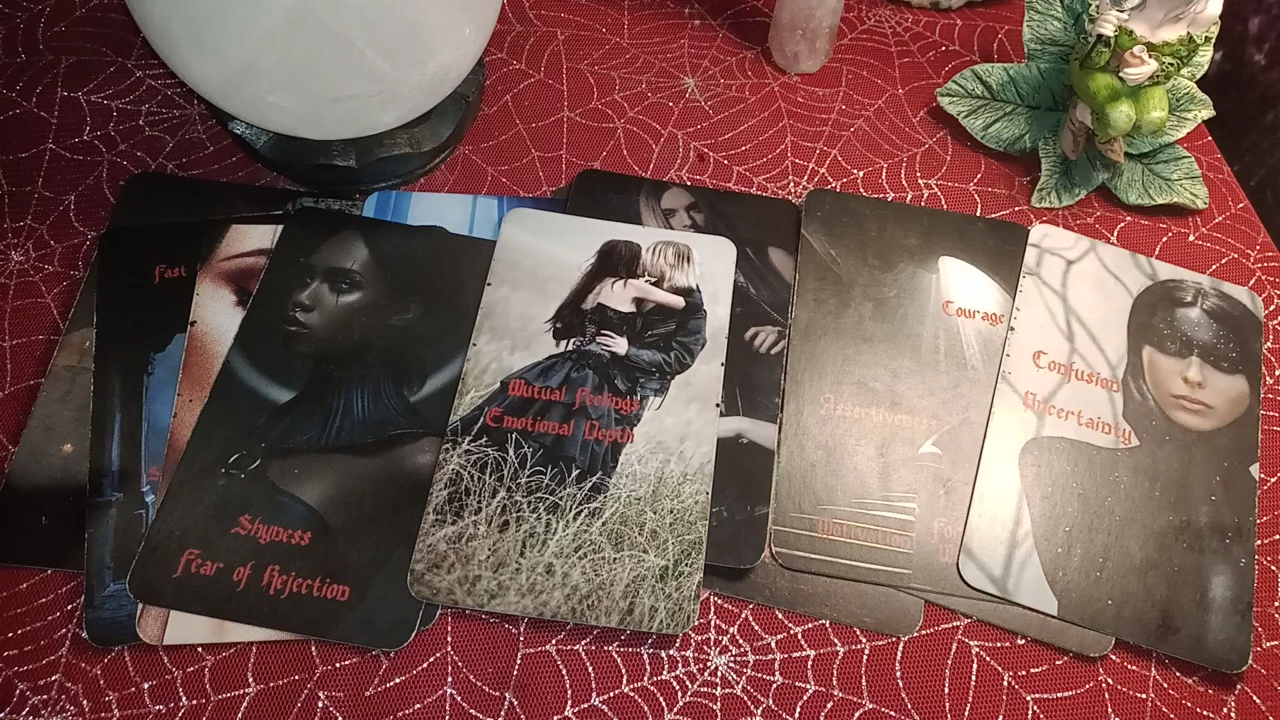 Fast
Shyness
Fear of Rejection
Mutual Feelings
Emotional Depth
Courage
Assertiveness
Motivation
Confusion
Uncertainty